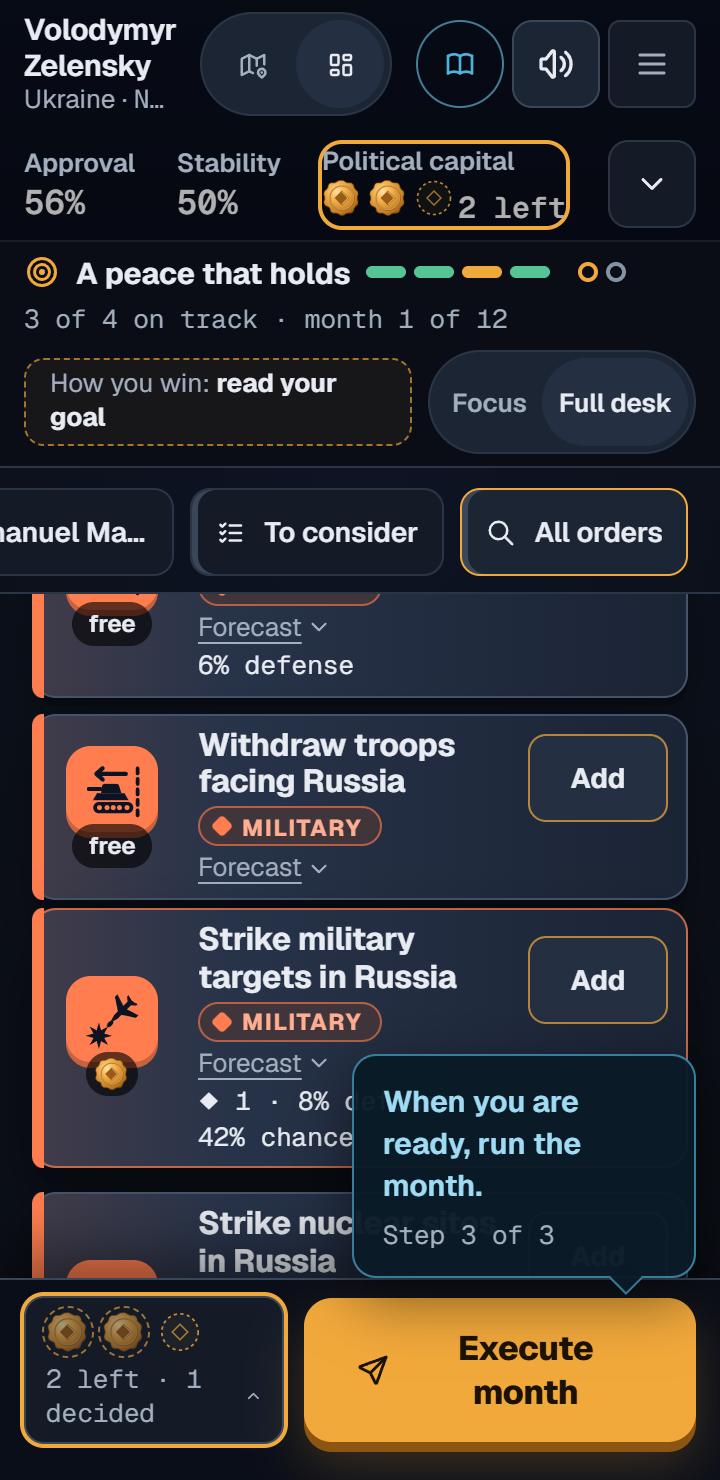 Volodymyr
Zelensky
Ukraine · N…
Approval
56%
Stability
50%
Political capital
2 left
A peace that holds
3 of 4 on track · month 1 of 12
How you win: read your
goal
Focus
Full desk
anuel Ma...
To consider
All orders
free
Forecast
6% defense
Withdraw troops
facing Russia
Add
MILITARY
free
Forecast
Strike military
targets in Russia
Add
MILITARY
Forecast
◆ 1 · 8%
42% chance
When you are
ready, run the
month.
Step 3 of 3
Strike nuclear sites
in Russia
Add
2 left · 1
decided
Execute
month